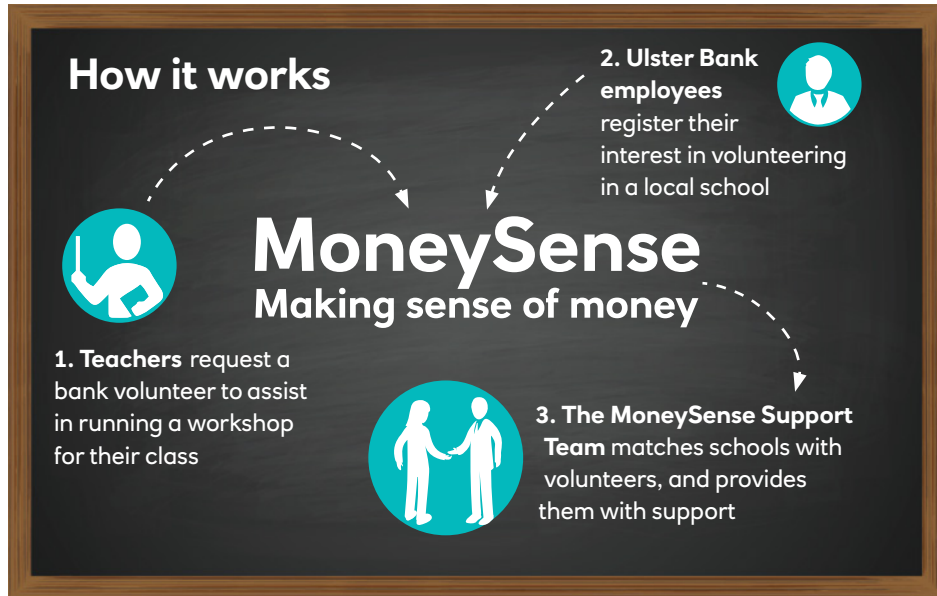 How it works
2. Ulster Bank
employees
register their
interest in volunteering
in a local school
MoneySense
Making sense of money
1. Teachers request a
bank volunteer to assist
in running a workshop
for their class
3. The MoneySense Support
Team matches schools with
volunteers, and provides
them with support